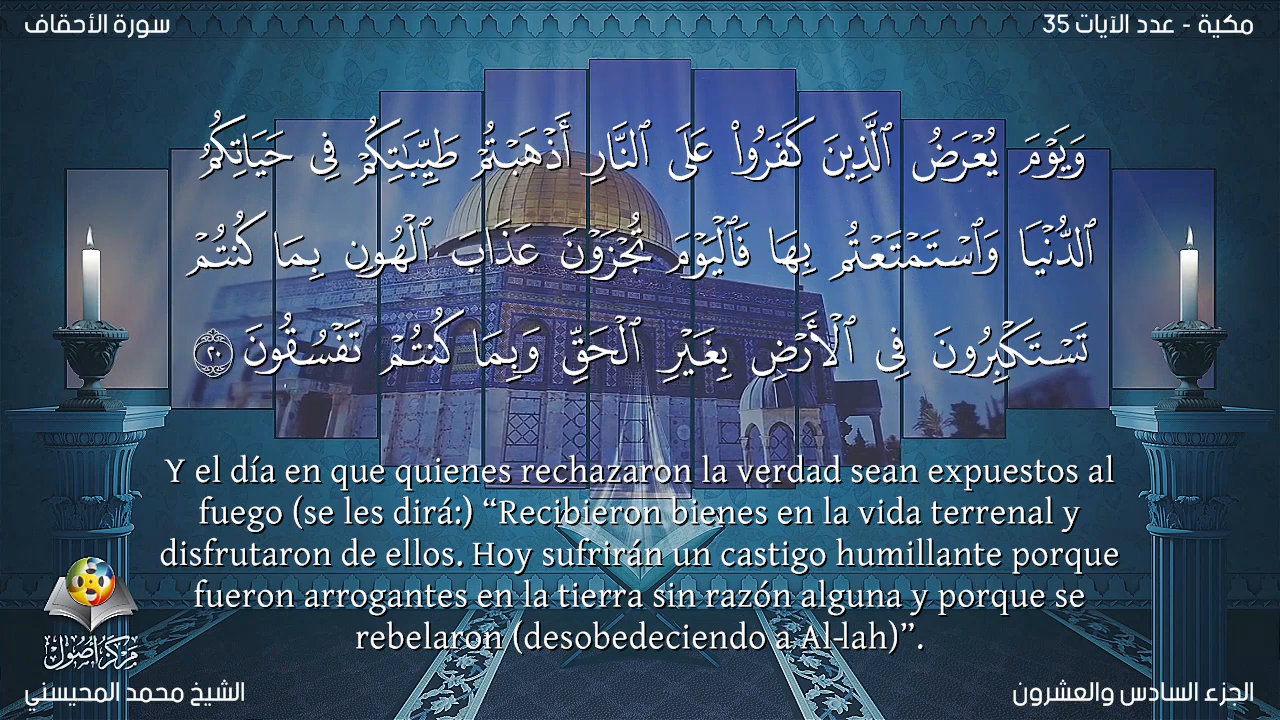 سورة الأحقاف
مكية - عدد الآيات 35
وَيَوْمَ يُعْرَضُ ٱلَّذِينَ كَفَرُوا۟ عَلَى ٱلنَّارِ أَذْهَبْتُمْ طَيِّبَـٰتِكُمْ فِى حَيَاتِكُمُ
ٱلدُّنْيَا وَٱسْتَمْتَعْتُم بِهَا فَٱلْيَوْمَ تُجْزَوْنَ عَذَابَ ٱلْهُونِ بِمَا كُنتُمْ
تَسْتَكْبِرُونَ فِى ٱلْأَرْضِ بِغَيْرِ ٱلْحَقِّ وَبِمَا كُنتُمْ تَفْسُقُونَ ٢٠
Y el día en que quienes rechazaron la verdad sean expuestos al
fuego (se les dirá:) “Recibieron bienes en la vida terrenal y
disfrutaron de ellos. Hoy sufrirán un castigo humillante porque
fueron arrogantes en la tierra sin razón alguna y porque se
rebelaron (desobedeciendo a Al-lah)”.
مركز أصول
الشيخ محمد المحيسني
الجزء السادس والعشرون